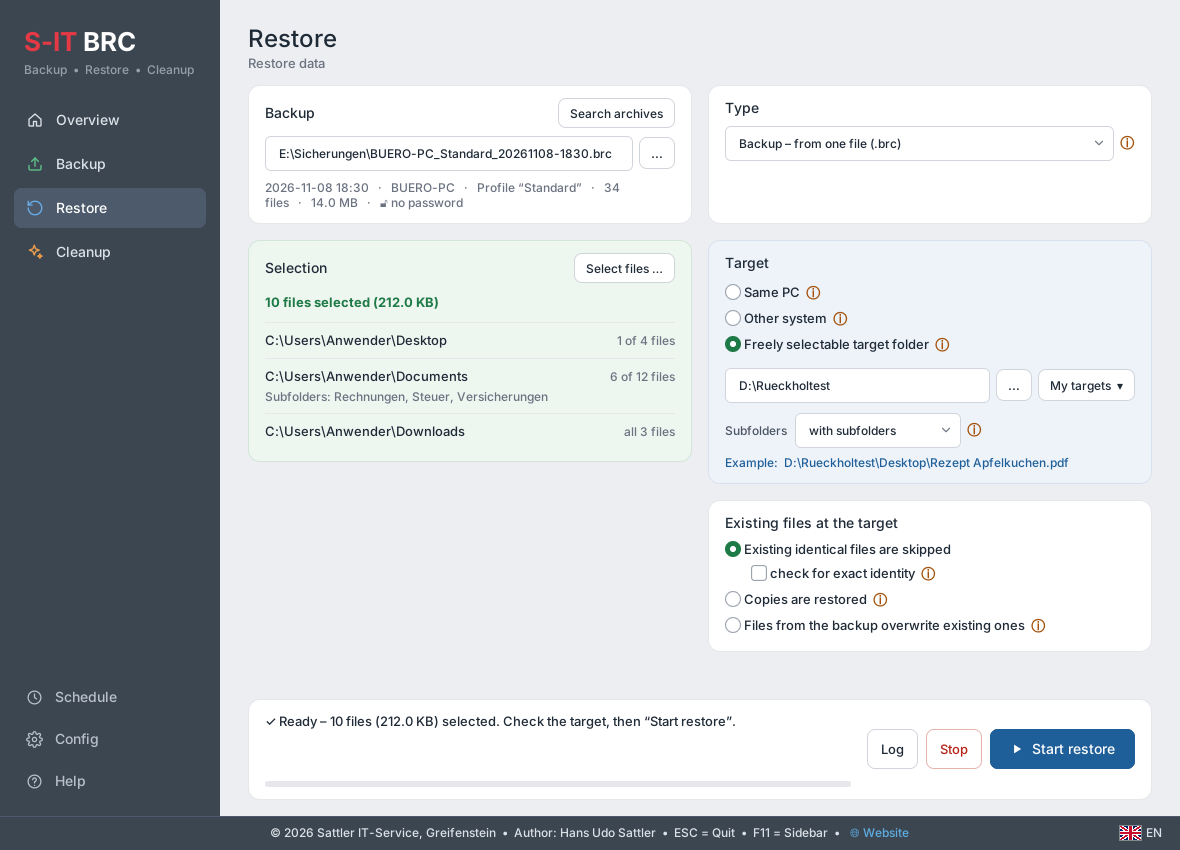 S-IT BRC
Backup • Restore • Cleanup
Overview
Backup
Restore
Cleanup
Schedule
Config
Help
Restore
Restore data
Backup
Search archives
E:\Sicherungen\BUERO-PC_Standard_20261108-1830.brc
...
2026-11-08 18:30 · BUERO-PC · Profile “Standard” · 34
files · 14.0 MB · no password
Type
Backup – from one file (.brc)
Selection
Select files ...
10 files selected (212.0 KB)
C:\Users\Anwender\Desktop 1 of 4 files
C:\Users\Anwender\Documents 6 of 12 files
Subfolders: Rechnungen, Steuer, Versicherungen
C:\Users\Anwender\Downloads all 3 files
Target
Same PC
Other system
Freely selectable target folder
D:\Rueckholtest ... My targets ▾
Subfolders with subfolders
Example: D:\Rueckholtest\Desktop\Rezept Apfelkuchen.pdf
Existing files at the target
Existing identical files are skipped
check for exact identity
Copies are restored
Files from the backup overwrite existing ones
✓ Ready – 10 files (212.0 KB) selected. Check the target, then “Start restore”.
Log Stop Start restore
© 2026 Sattler IT-Service, Greifenstein • Author: Hans Udo Sattler • ESC = Quit • F11 = Sidebar • Website
EN